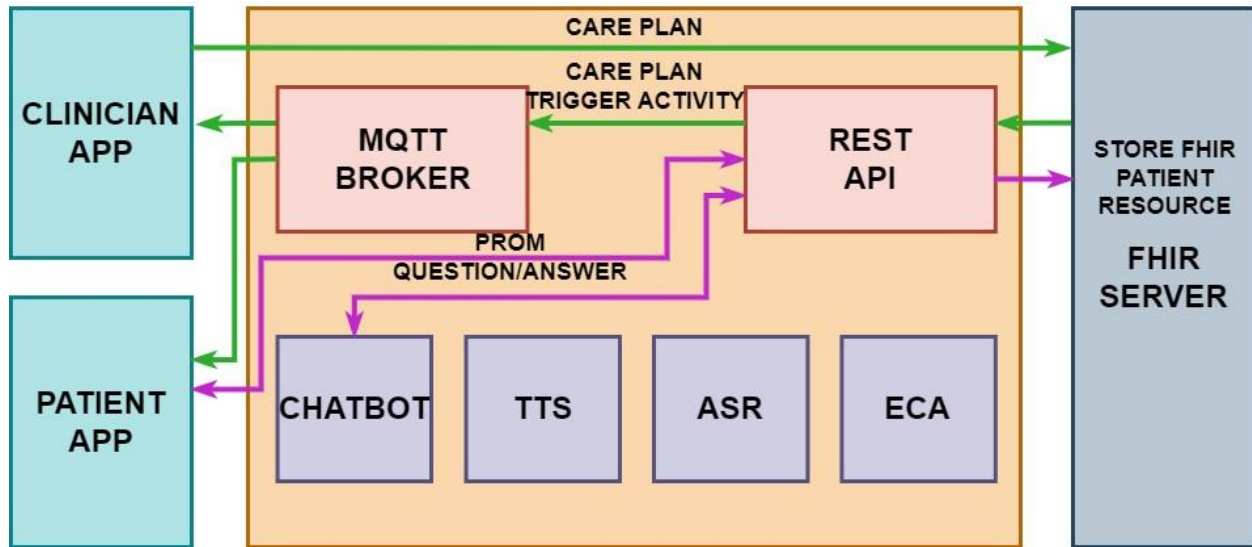 CARE PLAN
CARE PLAN
TRIGGER ACTIVITY
CLINICIAN
APP
MQTT
BROKER
REST
API
STORE FHIR
PATIENT
RESOURCE
FHIR
SERVER
PROM
QUESTION/ANSWER
PATIENT
APP
CHATBOT
TTS
ASR
ECA